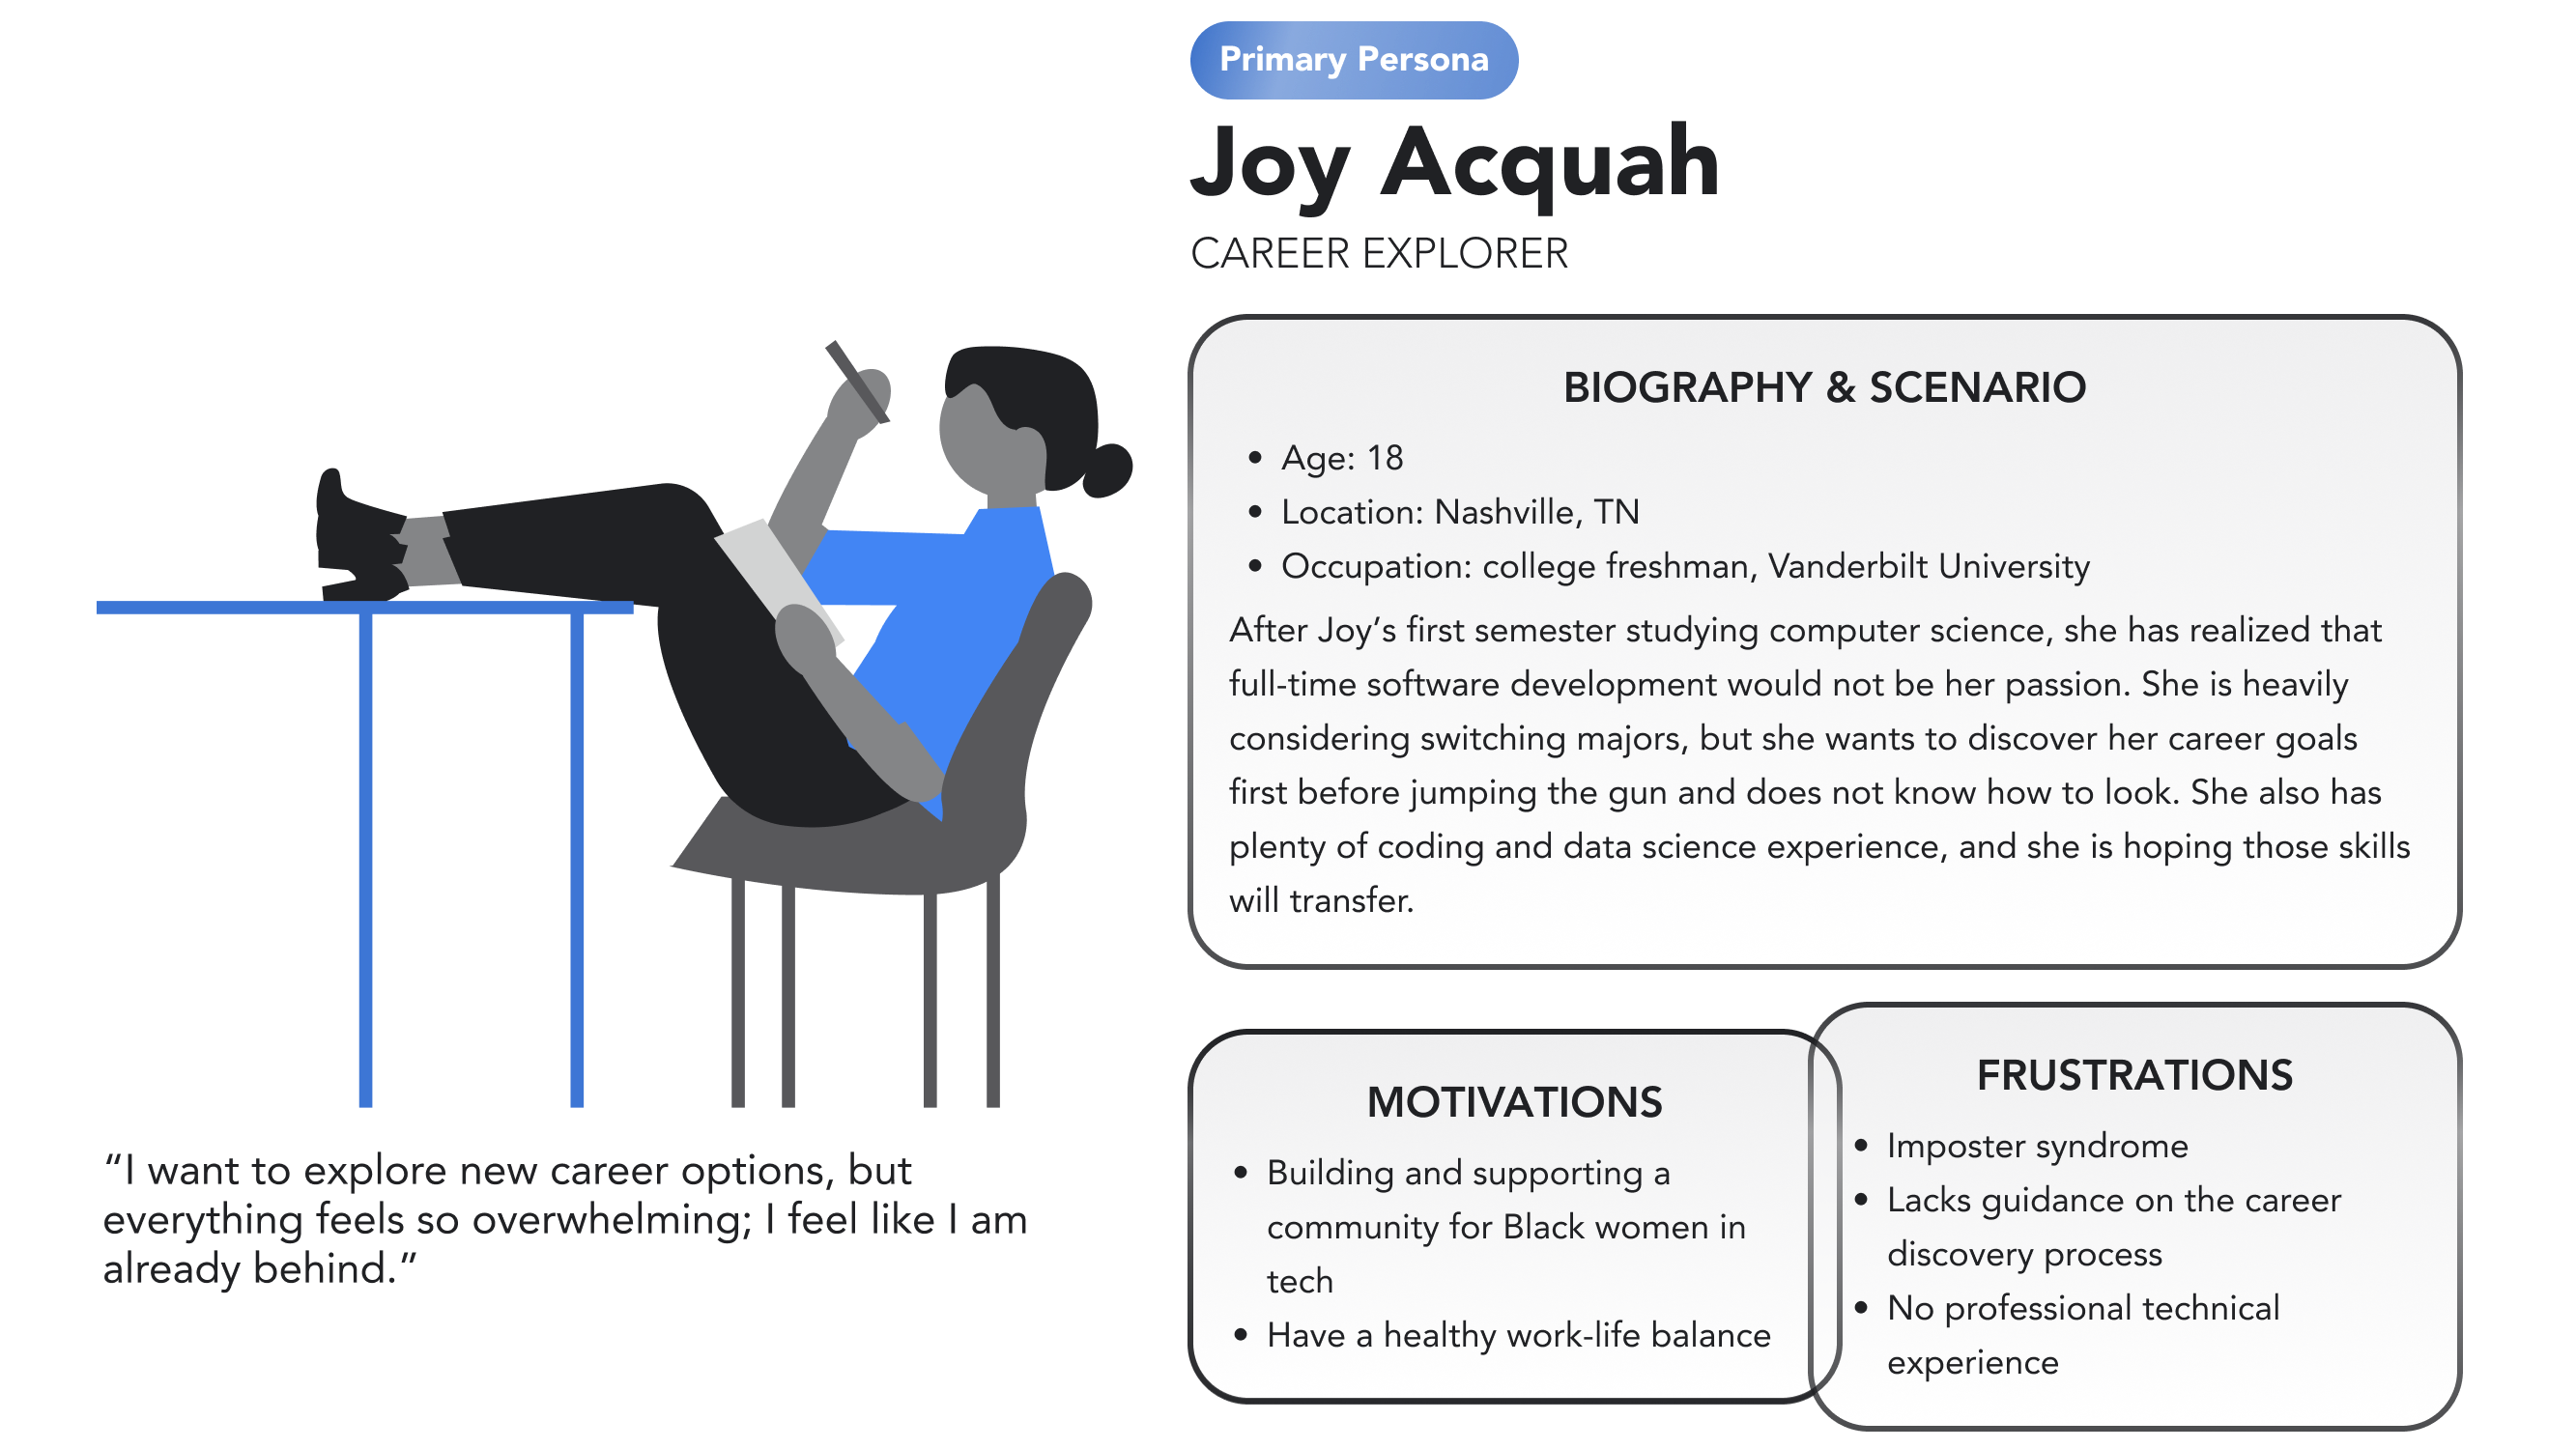 Primary Persona
Joy Acquah
CAREER EXPLORER
BIOGRAPHY & SCENARIO
• Age: 18
• Location: Nashville, TN
• Occupation: college freshman, Vanderbilt University
After Joy’s first semester studying computer science, she has realized that
full-time software development would not be her passion. She is heavily
considering switching majors, but she wants to discover her career goals
first before jumping the gun and does not know how to look. She also has
plenty of coding and data science experience, and she is hoping those skills
will transfer.
“I want to explore new career options, but
everything feels so overwhelming; I feel like I am
already behind.”
MOTIVATIONS
• Building and supporting a
community for Black women in
tech
• Have a healthy work-life balance
FRUSTRATIONS
• Imposter syndrome
• Lacks guidance on the career
discovery process
• No professional technical
experience